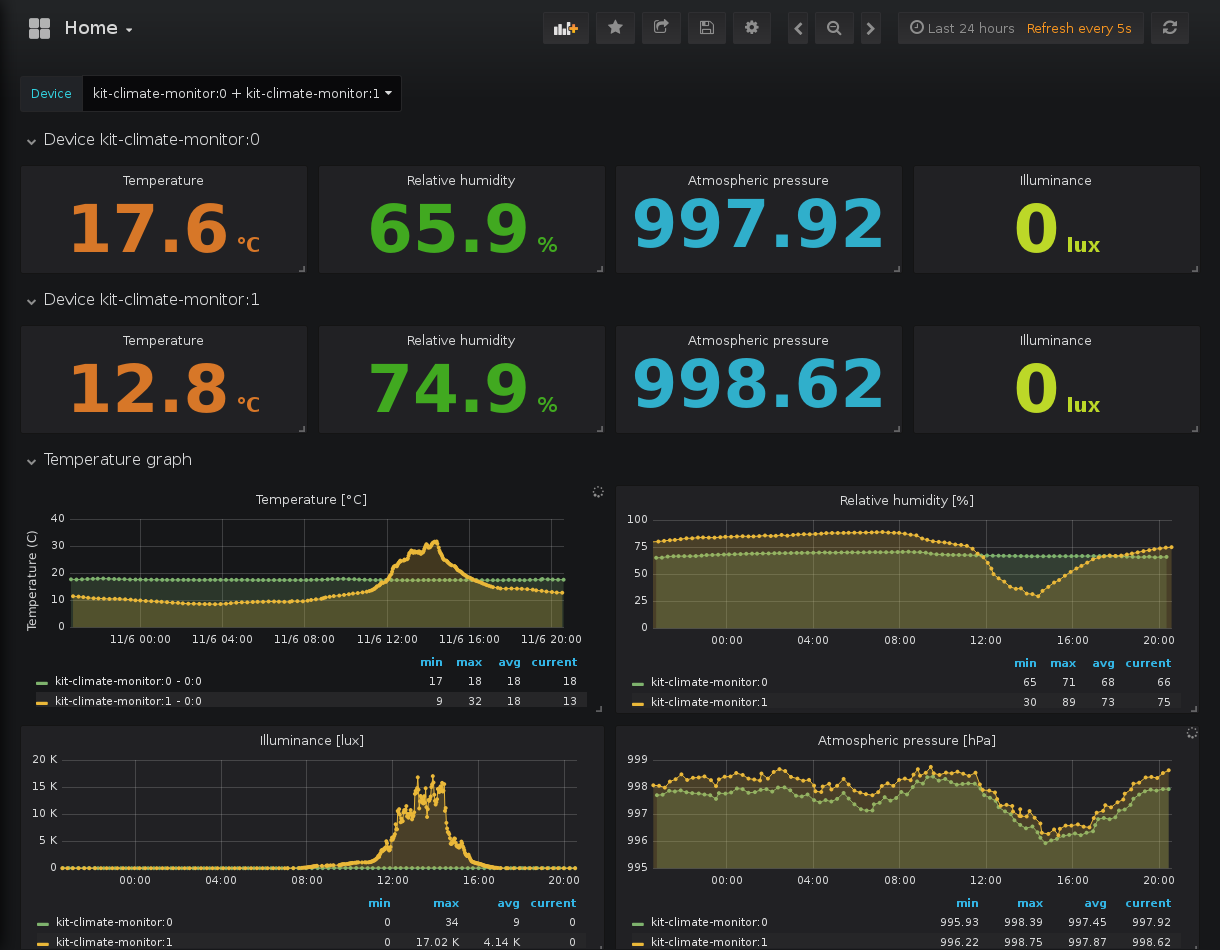 Home
Last 24 hours Refresh every 5s
Device kit-climate-monitor:0 + kit-climate-monitor:1
Device kit-climate-monitor:0
Temperature Relative humidity Atmospheric pressure Illuminance
17.6 °C 65.9 % 997.92 0 lux
Device kit-climate-monitor:1
Temperature Relative humidity Atmospheric pressure Illuminance
12.8 °C 74.9 % 998.62 0 lux
Temperature graph
Temperature [°C]
Temperature (C)
40
30
20
10
0
11/6 00:00 11/6 04:00 11/6 08:00 11/6 12:00 11/6 16:00 11/6 20:00
min max avg current
kit-climate-monitor:0 - 0:0 17 18 18 18
kit-climate-monitor:1 - 0:0 9 32 18 13
Relative humidity [%]
100
75
50
25
0
00:00 04:00 08:00 12:00 16:00 20:00
min max avg current
kit-climate-monitor:0 65 71 68 66
kit-climate-monitor:1 30 89 73 75
Illuminance [lux]
20 K
15 K
10 K
5 K
0
00:00 04:00 08:00 12:00 16:00 20:00
min max avg current
kit-climate-monitor:0 0 34 9 0
kit-climate-monitor:1 0 17.02 K 4.14 K 0
Atmospheric pressure [hPa]
999
998
997
996
995
00:00 04:00 08:00 12:00 16:00 20:00
min max avg current
kit-climate-monitor:0 995.93 998.39 997.45 997.92
kit-climate-monitor:1 996.22 998.75 997.87 998.62